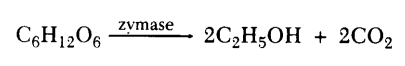 C₆H₁₂O₆ —zymase→ 2C₂H₅OH + 2CO₂